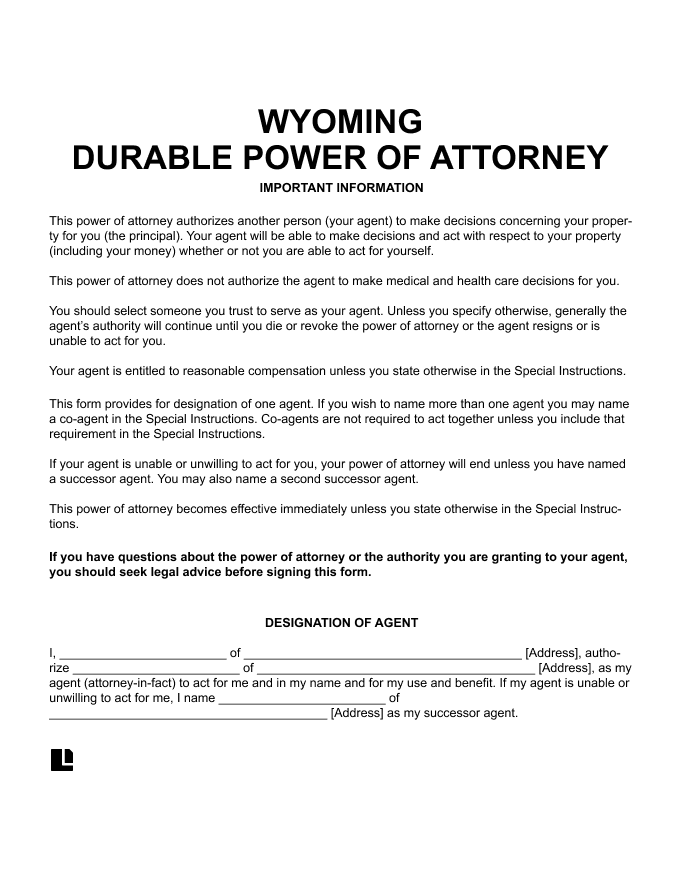 WYOMING
DURABLE POWER OF ATTORNEY
IMPORTANT INFORMATION
This power of attorney authorizes another person (your agent) to make decisions concerning your proper-
ty for you (the principal). Your agent will be able to make decisions and act with respect to your property
(including your money) whether or not you are able to act for yourself.
This power of attorney does not authorize the agent to make medical and health care decisions for you.
You should select someone you trust to serve as your agent. Unless you specify otherwise, generally the
agent's authority will continue until you die or revoke the power of attorney or the agent resigns or is
unable to act for you.
Your agent is entitled to reasonable compensation unless you state otherwise in the Special Instructions.
This form provides for designation of one agent. If you wish to name more than one agent you may name
a co-agent in the Special Instructions. Co-agents are not required to act together unless you include that
requirement in the Special Instructions.
If your agent is unable or unwilling to act for you, your power of attorney will end unless you have named
a successor agent. You may also name a second successor agent.
This power of attorney becomes effective immediately unless you state otherwise in the Special Instruc-
tions.
If you have questions about the power of attorney or the authority you are granting to your agent,
you should seek legal advice before signing this form.
DESIGNATION OF AGENT
I, ________________________ of ________________________________________ [Address], autho-
rize ________________________ of ________________________________________ [Address], as my
agent (attorney-in-fact) to act for me and in my name and for my use and benefit. If my agent is unable or
unwilling to act for me, I name ________________________ of
________________________________________ [Address] as my successor agent.